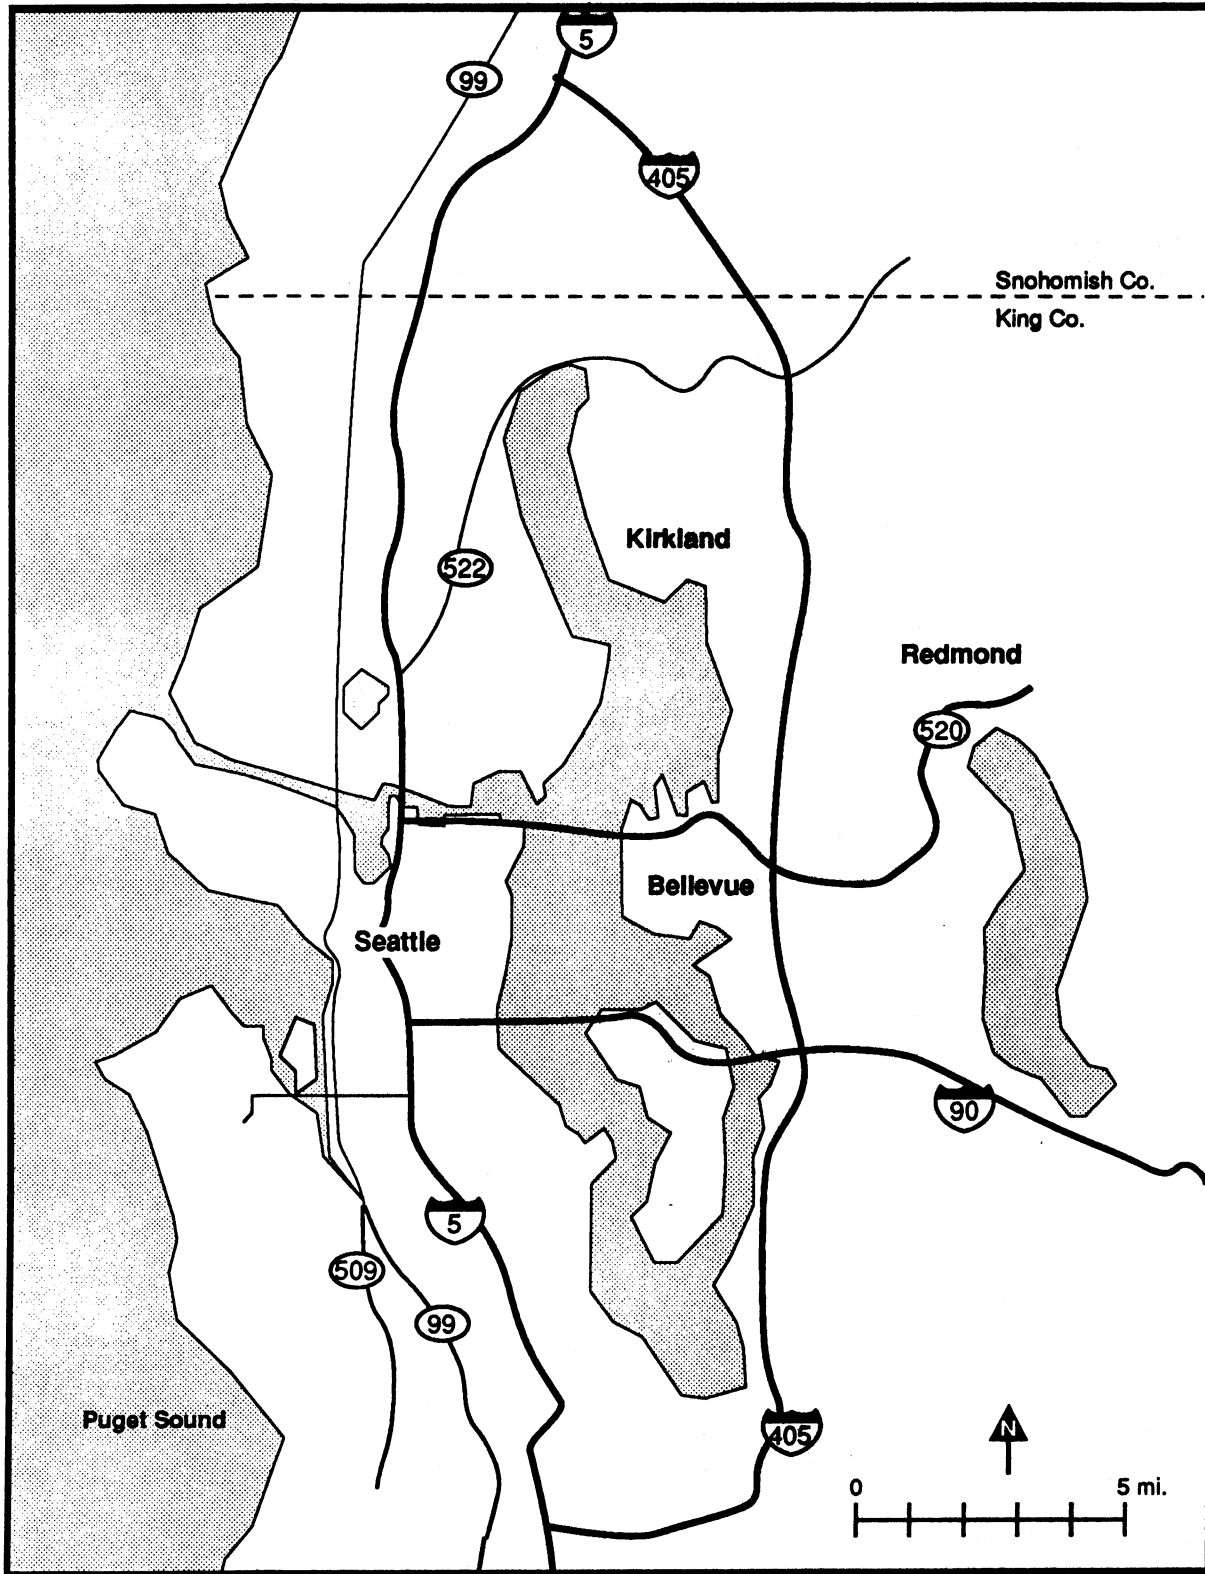 5
99
405
Snohomish Co.
King Co.
Kirkland
522
Redmond
520
Bellevue
Seattle
90
5
509
99
Puget Sound
405
N
0 5 mi.